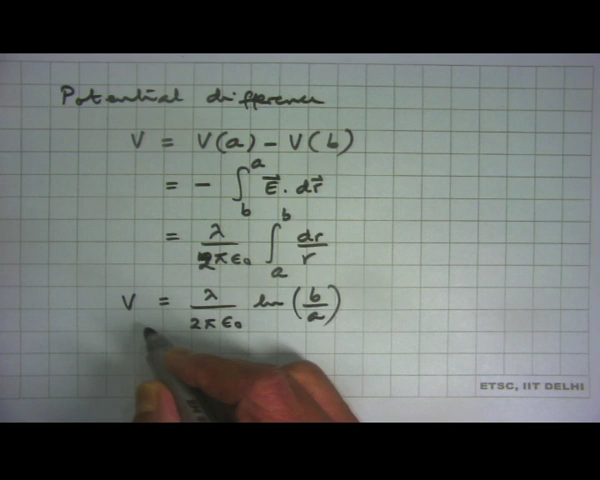 Potential difference
V = V(a) - V(b)
= - ∫_b^a E⃗ . dr⃗
= λ/2πε₀ ∫_a^b dr/r
V = λ/2πε₀ ln (b/a)
ETSC, IIT DELHI